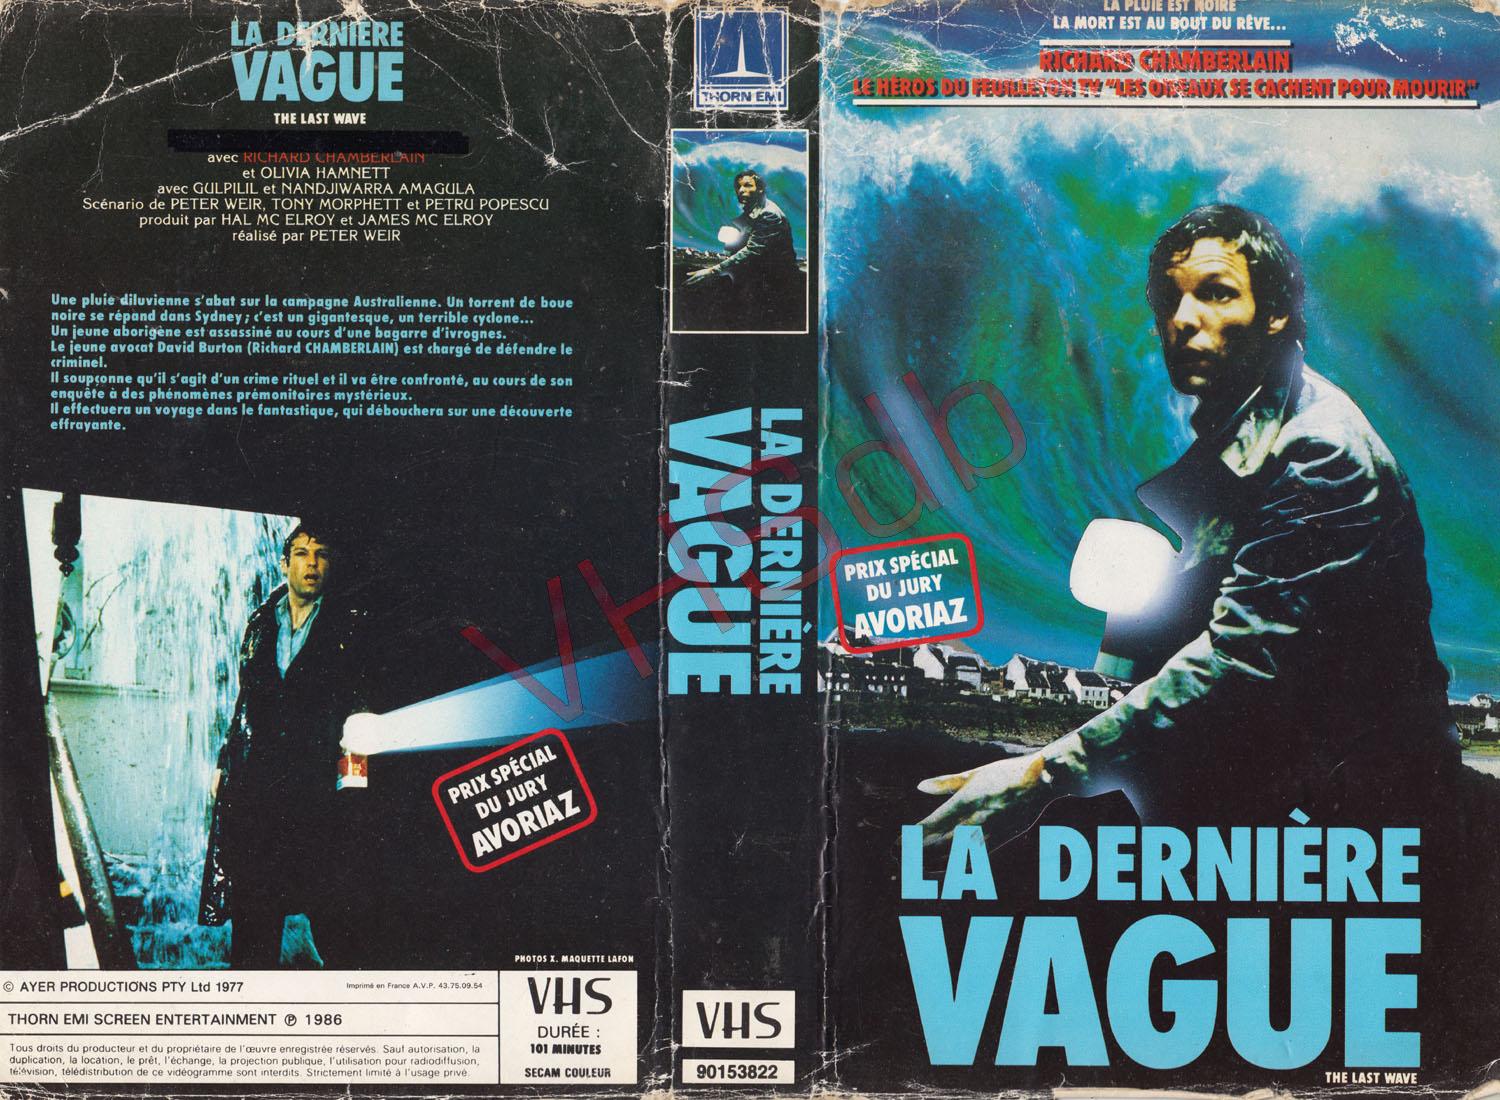 LA DERNIÈRE
VAGUE
THE LAST WAVE
avec RICHARD CHAMBERLAIN
et OLIVIA HAMNETT
avec GULPILIL et NANDJIWARRA AMAGULA
Scénario de PETER WEIR, TONY MORPHETT et PETRU POPESCU
produit par HAL MC ELROY et JAMES MC ELROY
réalisé par PETER WEIR
Une pluie diluvienne s'abat sur la campagne Australienne. Un torrent de boue
noire se répand dans Sydney ; c'est un gigantesque, un terrible cyclone...
Un jeune aborigène est assassiné au cours d'une bagarre d'ivrognes.
Le jeune avocat David Burton (Richard CHAMBERLAIN) est chargé de défendre le
criminel.
Il soupçonne qu'il s'agit d'un crime rituel et il va être confronté, au cours de son
enquête à des phénomènes prémonitoires mystérieux.
Il effectuera un voyage dans le fantastique, qui débouchera sur une découverte
effrayante.
PRIX SPÉCIAL
DU JURY
AVORIAZ
PHOTOS X. MAQUETTE LAFON
© AYER PRODUCTIONS PTY Ltd 1977
Imprimé en France A.V.P. 43.75.09.54
THORN EMI SCREEN ENTERTAINMENT ℗ 1986
Tous droits du producteur et du propriétaire de l'œuvre enregistrée réservés. Sauf autorisation, la
duplication, la location, le prêt, l'échange, la projection publique, l'utilisation pour radiodiffusion,
télévision, télédistribution de ce vidéogramme sont interdits. Strictement limité à l'usage privé.
VHS
DURÉE :
101 MINUTES
SECAM COULEUR
THORN EMI
LA DERNIÈRE
VAGUE
VHS
90153822
VHSdb
LA PLUIE EST NOIRE
LA MORT EST AU BOUT DU RÊVE...
RICHARD CHAMBERLAIN
LE HÉROS DU FEUILLETON TV "LES OISEAUX SE CACHENT POUR MOURIR"
PRIX SPÉCIAL
DU JURY
AVORIAZ
LA DERNIÈRE
VAGUE
THE LAST WAVE